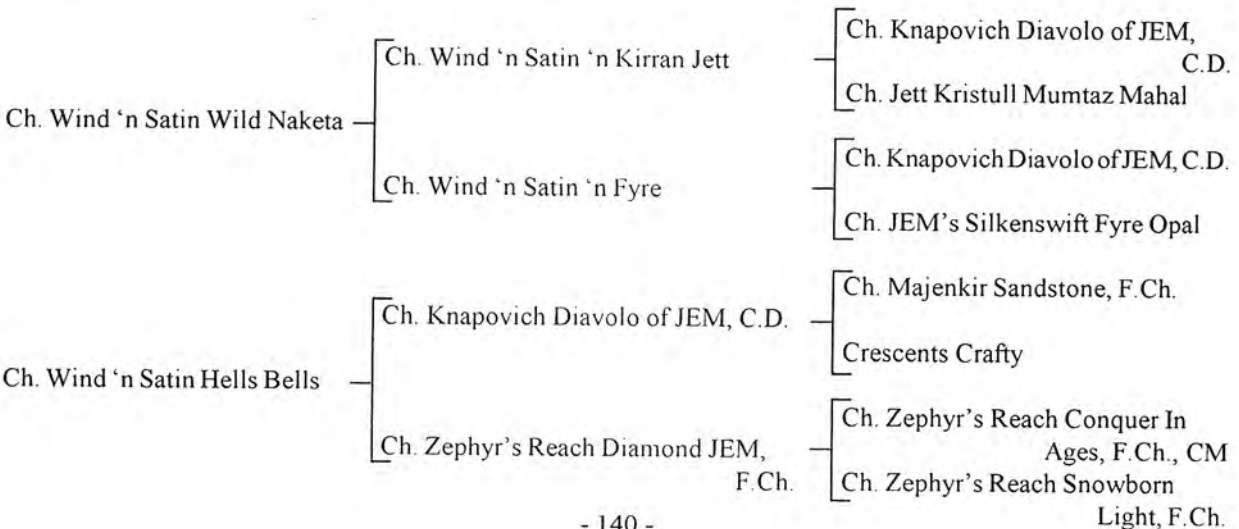 Ch. Wind ‘n Satin Wild Naketa
Ch. Wind ‘n Satin ‘n Kirran Jett
Ch. Knapovich Diavolo of JEM,
C.D.
Ch. Jett Kristull Mumtaz Mahal
Ch. Wind ‘n Satin ‘n Fyre
Ch. Knapovich Diavolo of JEM, C.D.
Ch. JEM’s Silkenswift Fyre Opal
Ch. Wind ‘n Satin Hells Bells
Ch. Knapovich Diavolo of JEM, C.D.
Ch. Majenkir Sandstone, F.Ch.
Crescents Crafty
Ch. Zephyr’s Reach Diamond JEM,
F.Ch.
Ch. Zephyr’s Reach Conquer In
Ages, F.Ch., CM
Ch. Zephyr’s Reach Snowborn
Light, F.Ch.
- 140 -